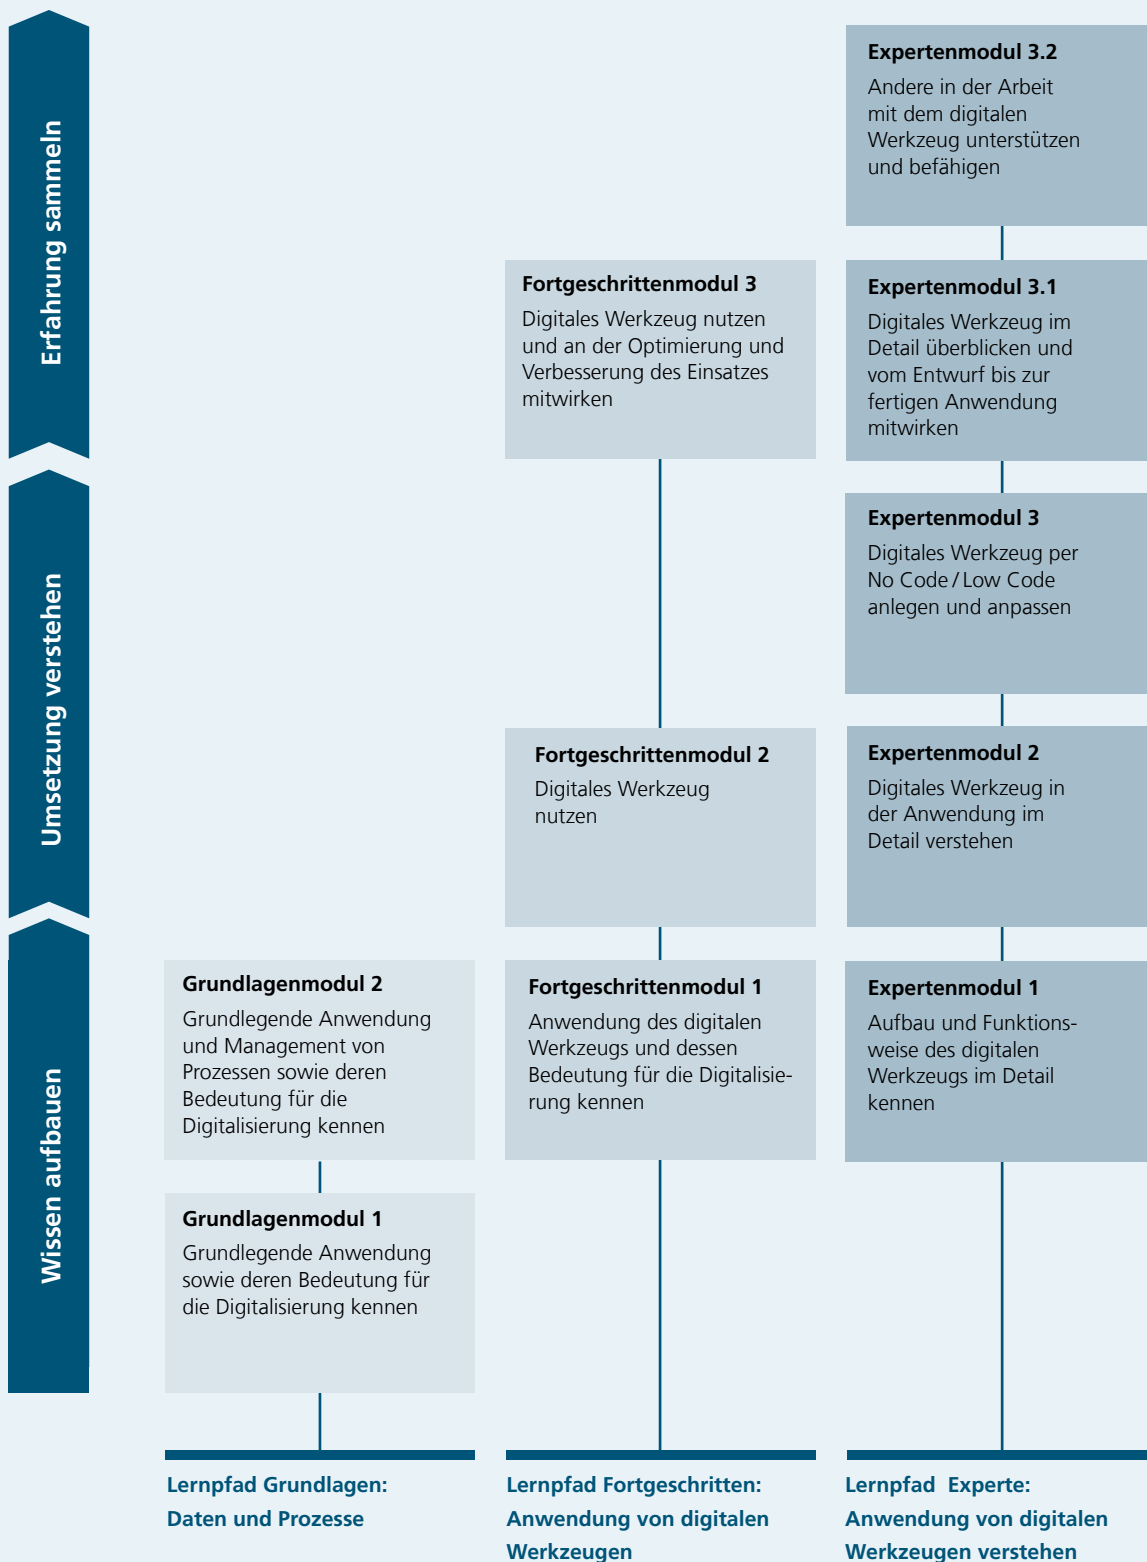 Erfahrung sammeln
Umsetzung verstehen
Wissen aufbauen
Expertenmodul 3.2
Andere in der Arbeit
mit dem digitalen
Werkzeug unterstützen
und befähigen
Fortgeschrittenmodul 3
Digitales Werkzeug nutzen
und an der Optimierung und
Verbesserung des Einsatzes
mitwirken
Expertenmodul 3.1
Digitales Werkzeug im
Detail überblicken und
vom Entwurf bis zur
fertigen Anwendung
mitwirken
Expertenmodul 3
Digitales Werkzeug per
No Code / Low Code
anlegen und anpassen
Fortgeschrittenmodul 2
Digitales Werkzeug
nutzen
Expertenmodul 2
Digitales Werkzeug in
der Anwendung im
Detail verstehen
Grundlagenmodul 2
Grundlegende Anwendung
und Management von
Prozessen sowie deren
Bedeutung für die
Digitalisierung kennen
Fortgeschrittenmodul 1
Anwendung des digitalen
Werkzeugs und dessen
Bedeutung für die Digitalisie-
rung kennen
Expertenmodul 1
Aufbau und Funktions-
weise des digitalen
Werkzeugs im Detail
kennen
Grundlagenmodul 1
Grundlegende Anwendung
sowie deren Bedeutung für
die Digitalisierung kennen
Lernpfad Grundlagen:
Daten und Prozesse
Lernpfad Fortgeschritten:
Anwendung von digitalen
Werkzeugen
Lernpfad Experte:
Anwendung von digitalen
Werkzeugen verstehen